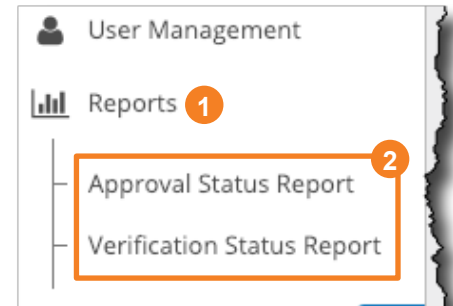 User Management
Reports 1
2
Approval Status Report
Verification Status Report